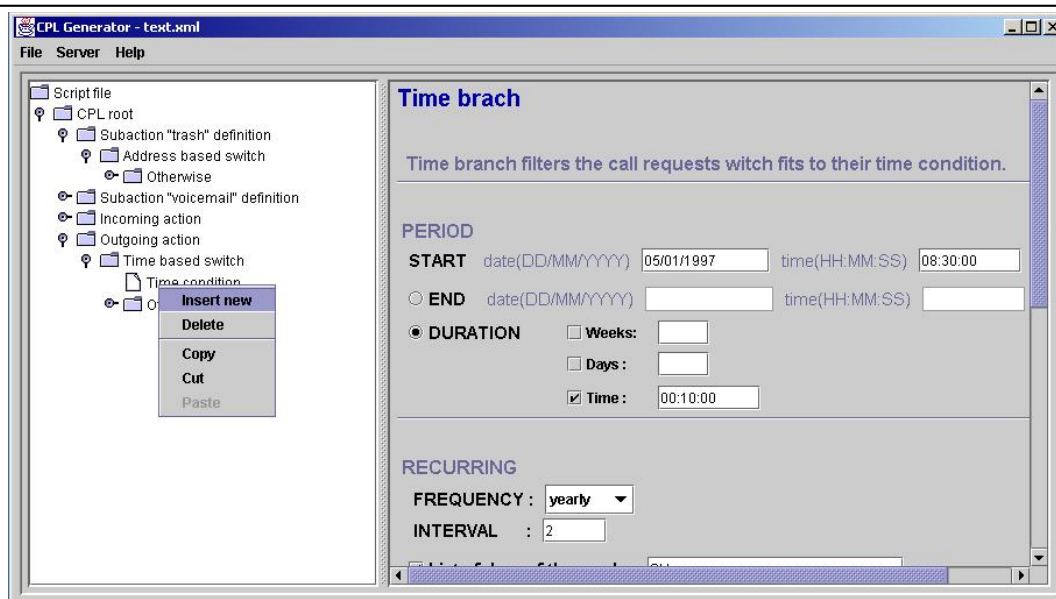 CPL Generator - text.xml
File Server Help
Script file
CPL root
Subaction "trash" definition
Address based switch
Otherwise
Subaction "voicemail" definition
Incoming action
Outgoing action
Time based switch
Time condition
Insert new
Delete
Copy
Cut
Paste
Time brach
Time branch filters the call requests witch fits to their time condition.
PERIOD
START date(DD/MM/YYYY) 05/01/1997 time(HH:MM:SS) 08:30:00
END date(DD/MM/YYYY) time(HH:MM:SS)
DURATION Weeks:
Days :
Time : 00:10:00
RECURRING
FREQUENCY : yearly
INTERVAL : 2